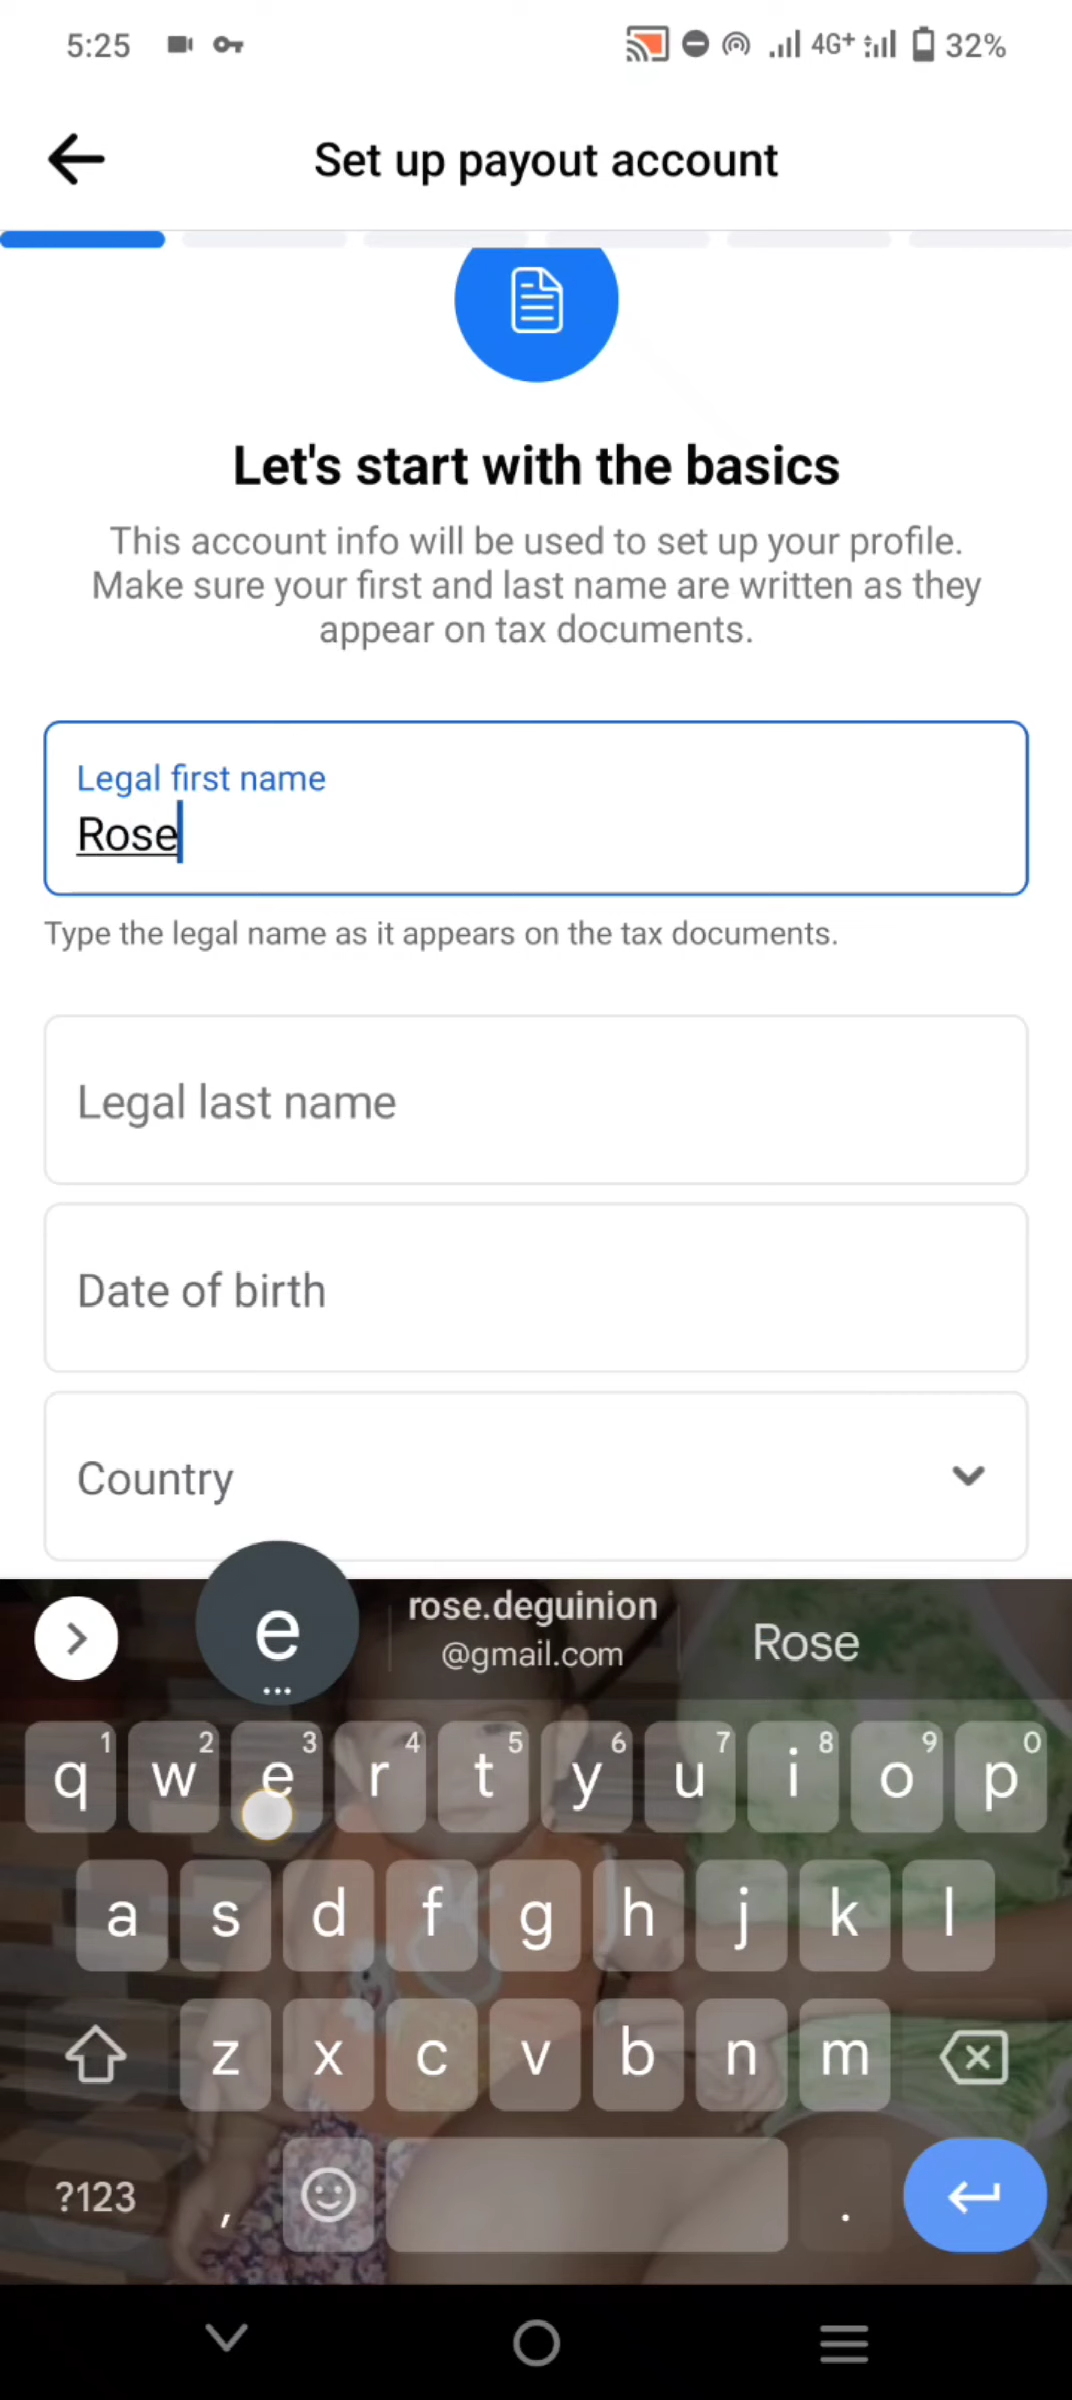 5:25 4G+ 32%
Set up payout account
Let's start with the basics
This account info will be used to set up your profile.
Make sure your first and last name are written as they
appear on tax documents.
Legal first name
Rose
Type the legal name as it appears on the tax documents.
Legal last name
Date of birth
Country
e
...
rose.deguinion
@gmail.com
Rose
1 2 3 4 5 6 7 8 9 0
q w e r t y u i o p
a s d f g h j k l
z x c v b n m
?123 , .